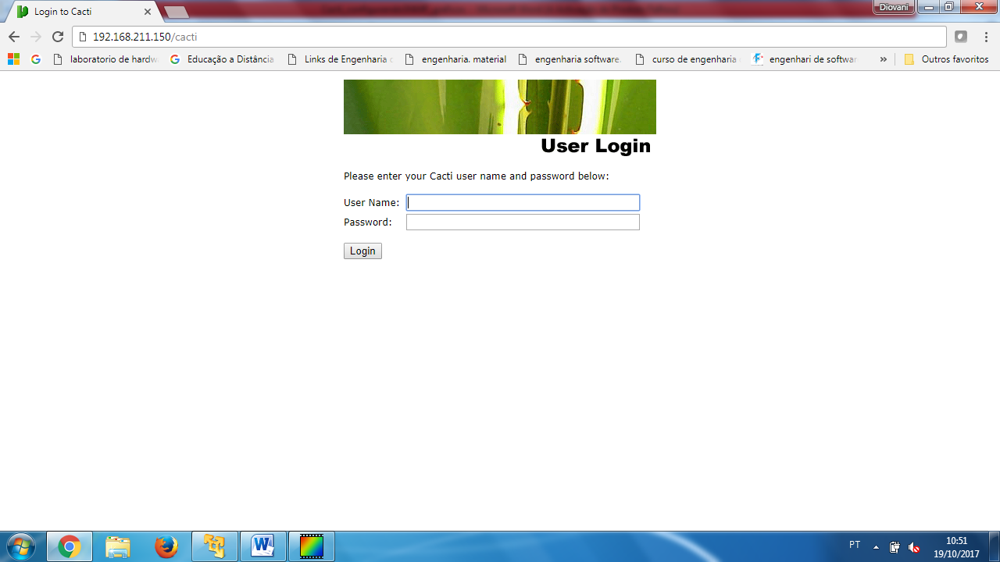 Login to Cacti
Diovani
192.168.211.150/cacti
laboratorio de hardw
Educação a Distância
Links de Engenharia
engenharia. material
engenharia software.
curso de engenharia
engenhari de softwar
»
Outros favoritos
User Login
Please enter your Cacti user name and password below:
User Name:
Password:
Login
PT
10:51
19/10/2017